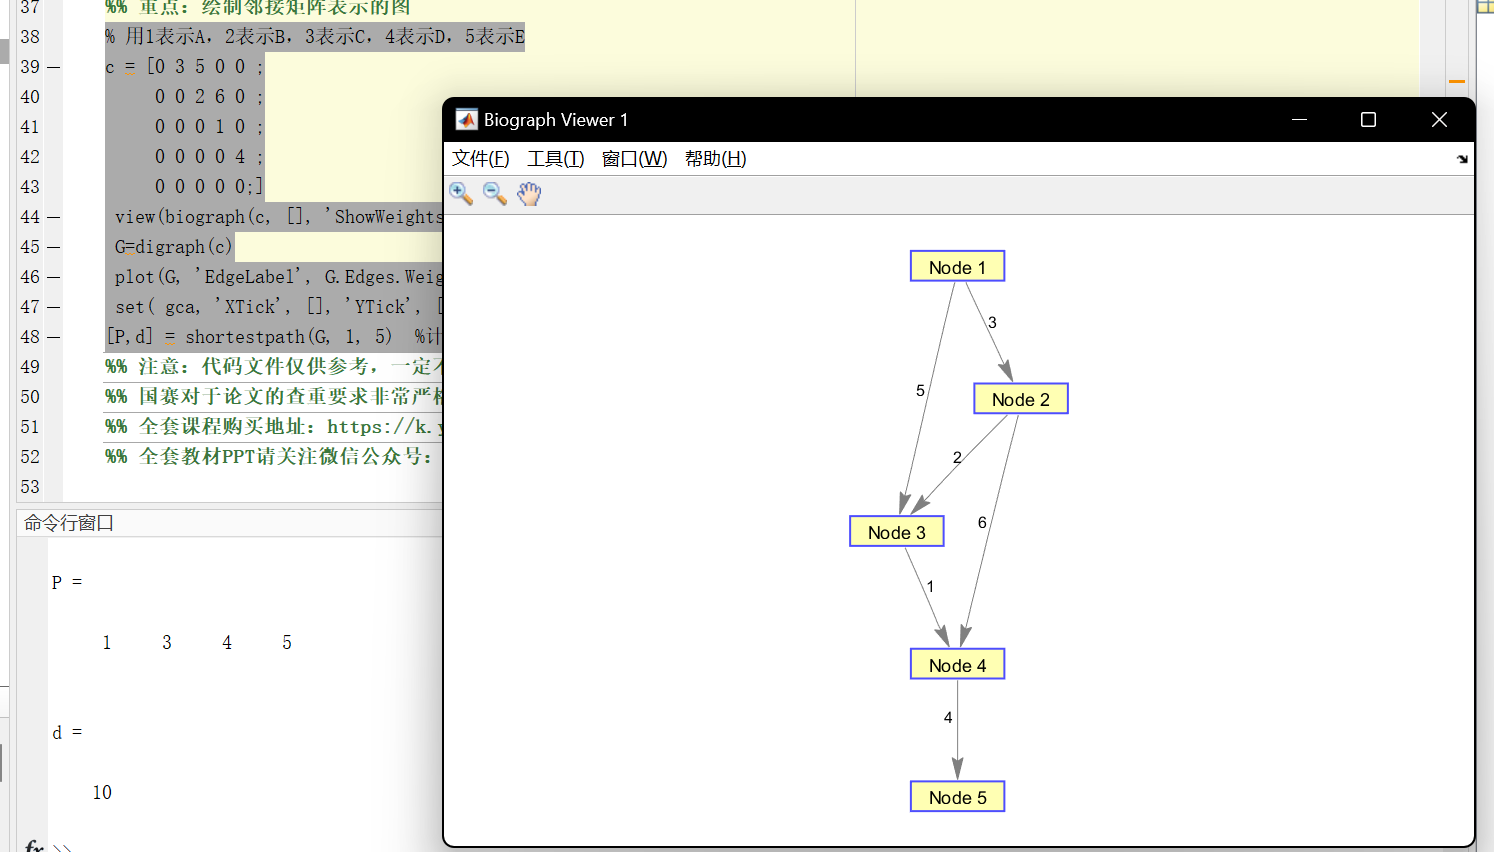 37 %% 重点：绘制邻接矩阵表示的图
38 % 用1表示A，2表示B，3表示C，4表示D，5表示E
39 — c = [0 3 5 0 0 ;
40 0 0 2 6 0 ;
41 0 0 0 1 0 ;
42 0 0 0 0 4 ;
43 0 0 0 0 0;]
44 — view(biograph(c, [], 'ShowWeights
45 — G=digraph(c)
46 — plot(G, 'EdgeLabel', G.Edges.Weig
47 — set( gca, 'XTick', [], 'YTick', [
48 — [P,d] = shortestpath(G, 1, 5) %计
49 %% 注意：代码文件仅供参考，一定不
50 %% 国赛对于论文的查重要求非常严格
51 %% 全套课程购买地址：https://k.y
52 %% 全套教材PPT请关注微信公众号：
53
命令行窗口
P =
1 3 4 5
d =
10
fx >>
Biograph Viewer 1
文件(F) 工具(T) 窗口(W) 帮助(H)
Node 1
3
5
Node 2
2
6
Node 3
1
Node 4
4
Node 5